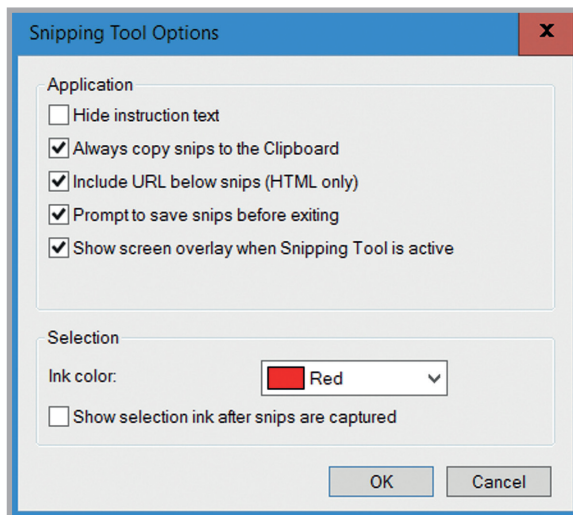 Snipping Tool Options
x
Application
Hide instruction text
Always copy snips to the Clipboard
Include URL below snips (HTML only)
Prompt to save snips before exiting
Show screen overlay when Snipping Tool is active
Selection
Ink color: Red
Show selection ink after snips are captured
OK Cancel